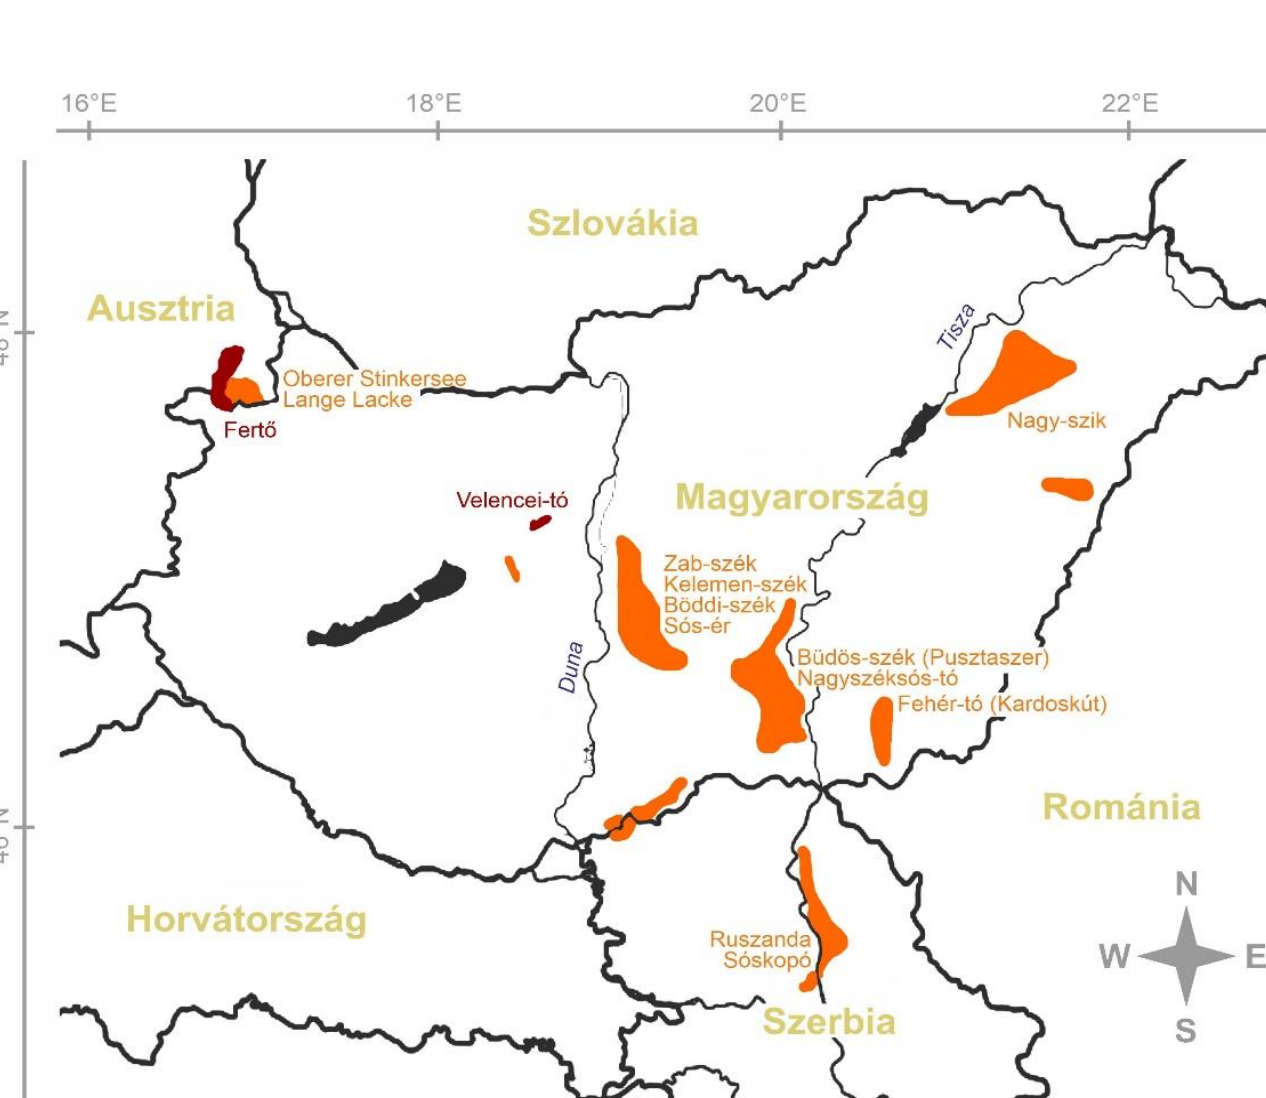 16°E
18°E
20°E
22°E
Szlovákia
Ausztria
Tisza
Oberer Stinkersee
Lange Lacke
Fertő
Nagy-szik
Velencei-tó
Magyarország
Zab-szék
Kelemen-szék
Böddi-szék
Sós-ér
Duna
Büdös-szék (Pusztaszer)
Nagyszéksós-tó
Fehér-tó (Kardoskút)
Románia
N
Horvátország
Ruszanda
Sóskopó
W
E
Szerbia
S